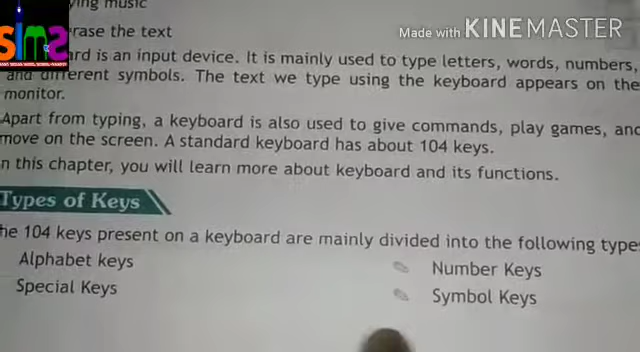 ying music
Made with KINEMASTER
rase the text
SIMS
rd is an input device. It is mainly used to type letters, words, numbers,
and different symbols. The text we type using the keyboard appears on the
monitor.
Apart from typing, a keyboard is also used to give commands, play games, and
move on the screen. A standard keyboard has about 104 keys.
n this chapter, you will learn more about keyboard and its functions.
Types of Keys
he 104 keys present on a keyboard are mainly divided into the following types
Alphabet keys
Number Keys
Special Keys
Symbol Keys